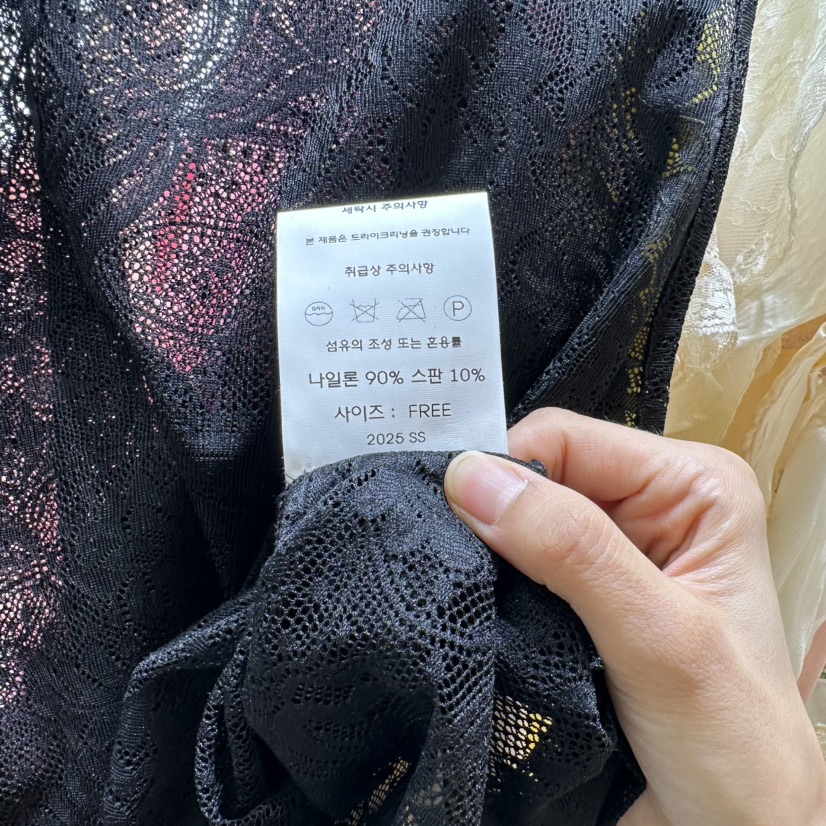 세탁시 주의사항
본 제품은 드라이크리닝을 권장합니다
취급상 주의사항
P
섬유의 조성 또는 혼용률
나일론 90% 스판 10%
사이즈 : FREE
2025 SS